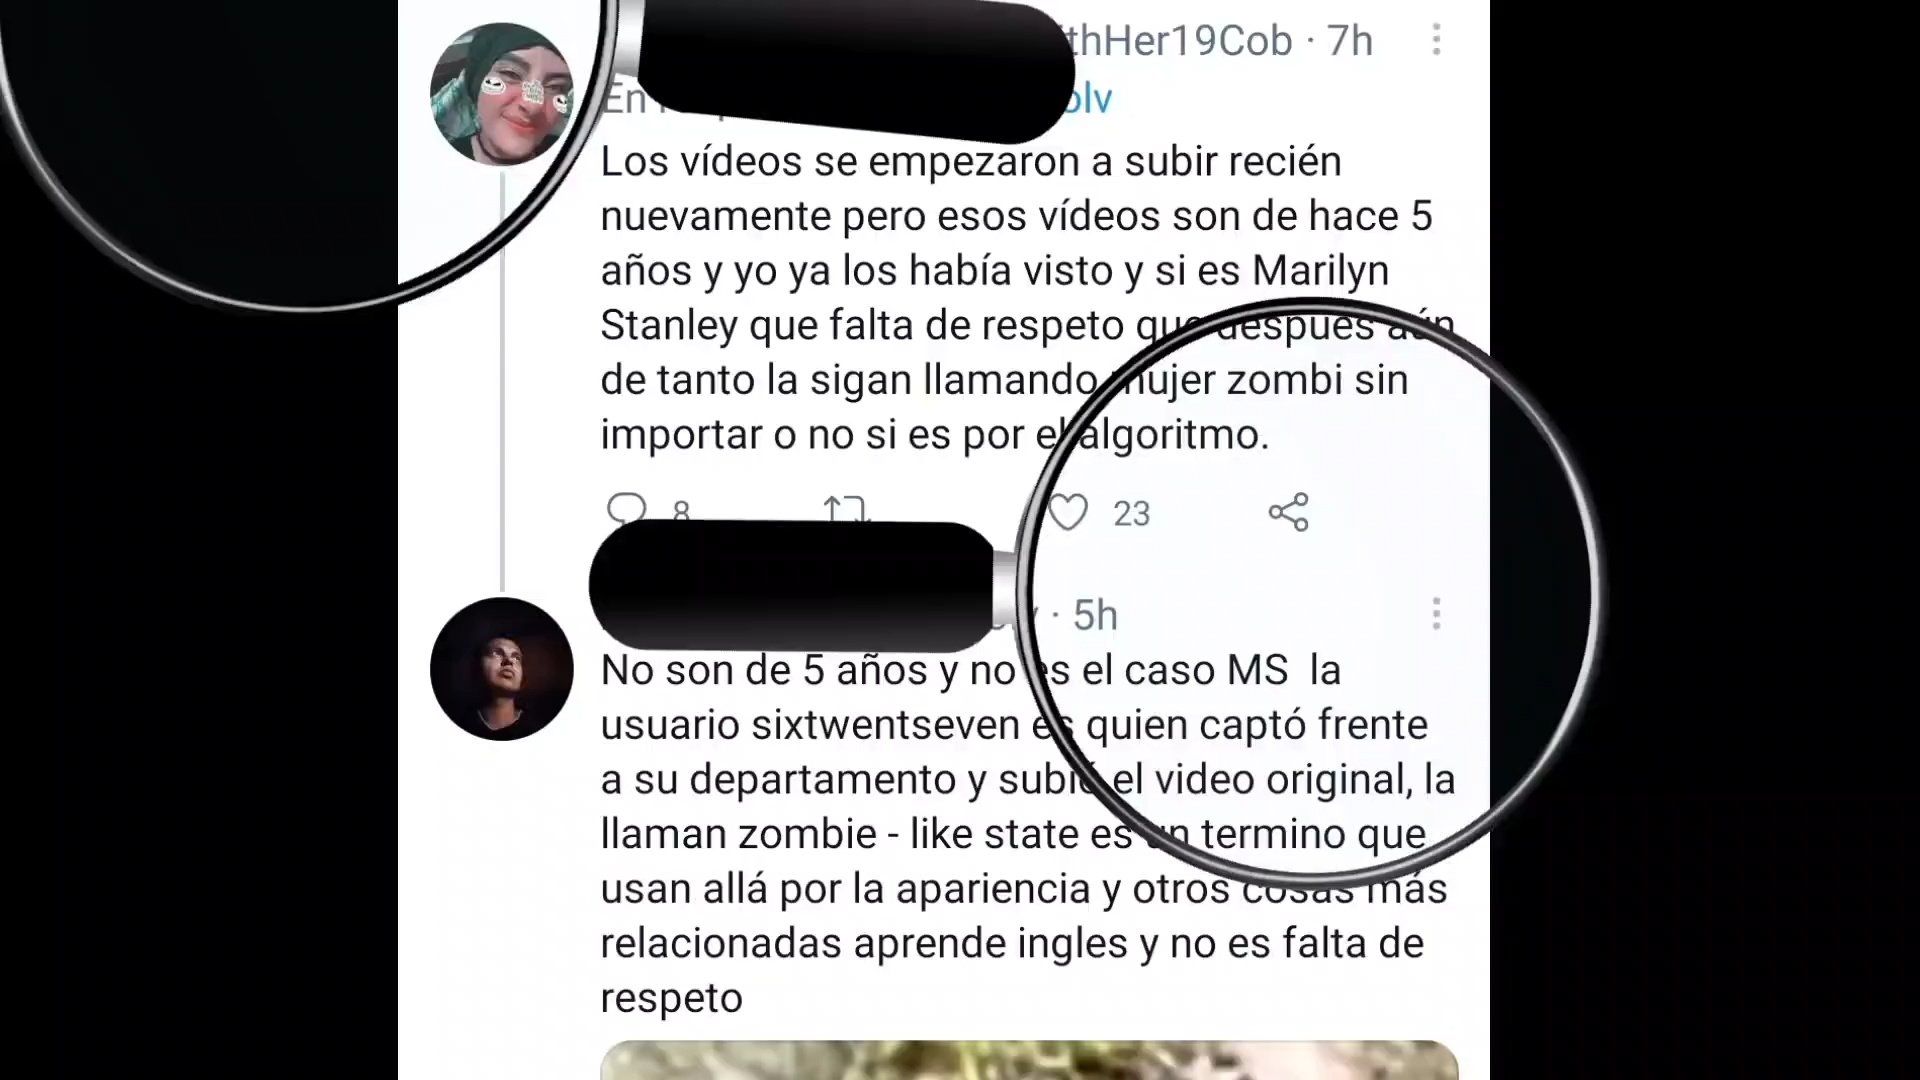 thHer19Cob · 7h
En
olv
Los vídeos se empezaron a subir recién
nuevamente pero esos vídeos son de hace 5
años y yo ya los había visto y si es Marilyn
Stanley que falta de respeto que despues aún
de tanto la sigan llamando mujer zombi sin
importar o no si es por el algoritmo.
8
23
· 5h
No son de 5 años y no es el caso MS la
usuario sixtwentseven es quien captó frente
a su departamento y subió el video original, la
llaman zombie - like state es un termino que
usan allá por la apariencia y otros cosas más
relacionadas aprende ingles y no es falta de
respeto